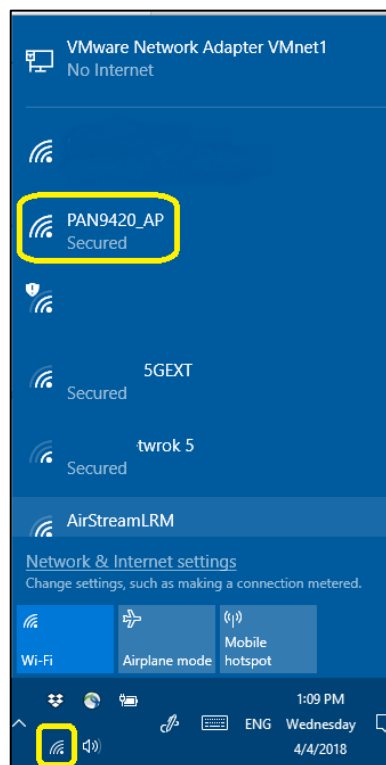 VMware Network Adapter VMnet1
No Internet
PAN9420_AP
Secured
5GEXT
Secured
twrok 5
Secured
AirStreamLRM
Network & Internet settings
Change settings, such as making a connection metered.
Wi-Fi
Airplane mode
Mobile
hotspot
1:09 PM
ENG
Wednesday
4/4/2018